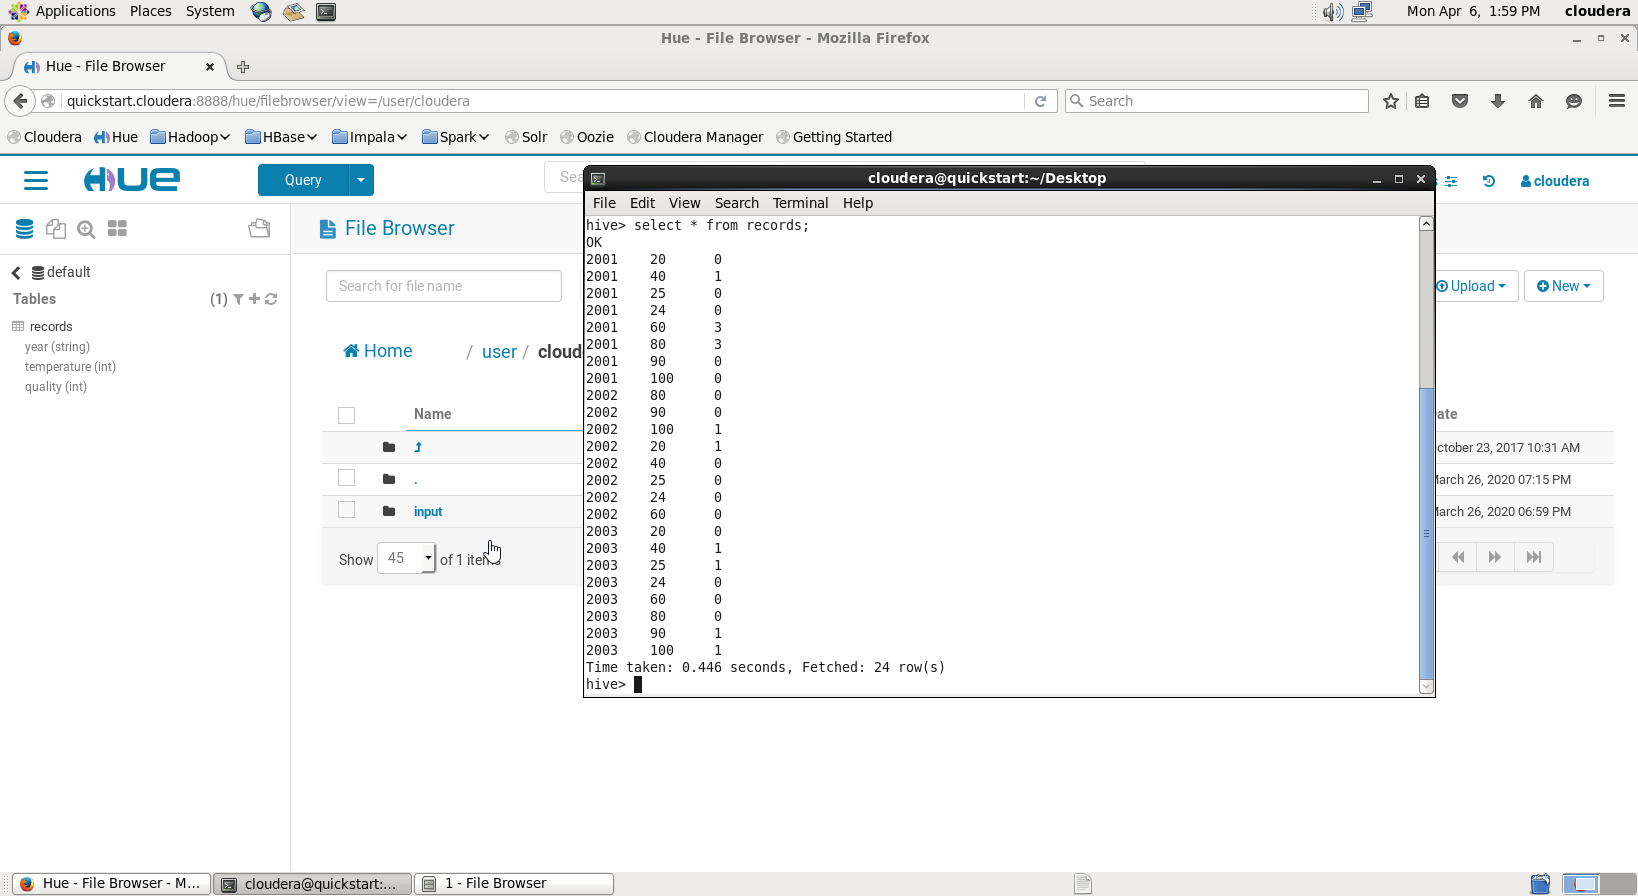 Applications Places System Mon Apr 6, 1:59 PM cloudera
Hue - File Browser - Mozilla Firefox
Hue - File Browser
quickstart.cloudera:8888/hue/filebrowser/view=/user/cloudera Search
Cloudera Hue Hadoop HBase Impala Spark Solr Oozie Cloudera Manager Getting Started
HUE Query Sea cloudera
File Browser
default
Tables (1)
records
year (string)
temperature (int)
quality (int)
Search for file name Upload New
Home / user / cloud
Name ate
ctober 23, 2017 10:31 AM
. March 26, 2020 07:15 PM
input March 26, 2020 06:59 PM
Show 45 of 1 items
cloudera@quickstart:~/Desktop
File Edit View Search Terminal Help
hive> select * from records;
OK
2001 20 0
2001 40 1
2001 25 0
2001 24 0
2001 60 3
2001 80 3
2001 90 0
2001 100 0
2002 80 0
2002 90 0
2002 100 1
2002 20 1
2002 40 0
2002 25 0
2002 24 0
2002 60 0
2003 20 0
2003 40 1
2003 25 1
2003 24 0
2003 60 0
2003 80 0
2003 90 1
2003 100 1
Time taken: 0.446 seconds, Fetched: 24 row(s)
hive>
Hue - File Browser - M... cloudera@quickstart:... 1 - File Browser